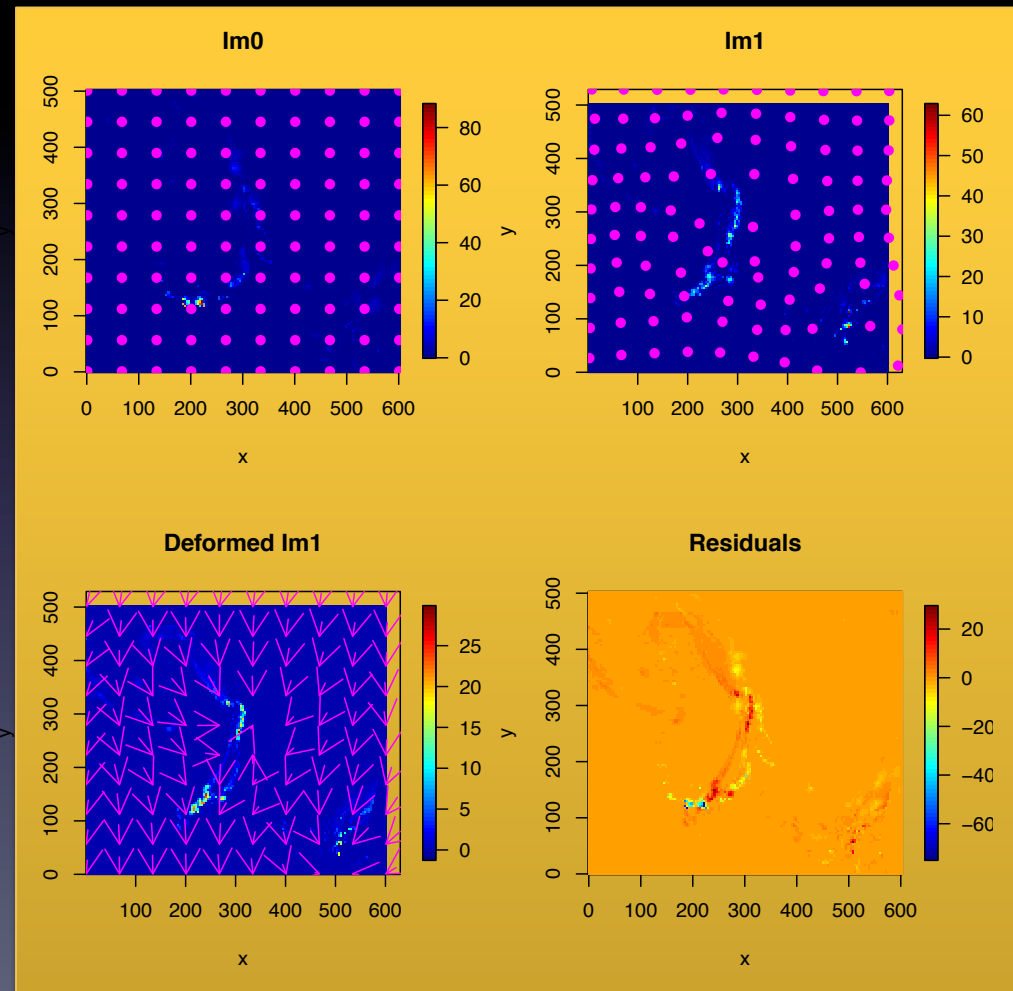 Im0
y
0 100 200 300 400 500
0 100 200 300 400 500 600
x
0 20 40 60 80
Im1
y
0 100 200 300 400 500
100 200 300 400 500 600
x
0 10 20 30 40 50 60
Deformed Im1
y
0 100 200 300 400 500
100 200 300 400 500 600
x
0 5 10 15 20 25
Residuals
y
0 100 200 300 400 500
0 100 200 300 400 500 600
x
20 0 −20 −40 −60